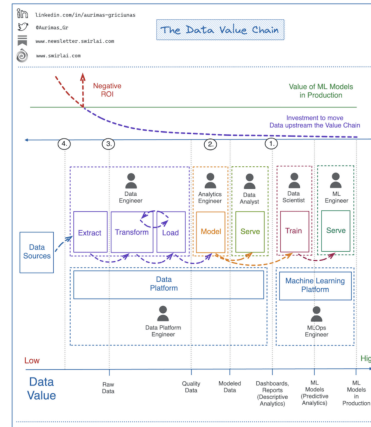 linkedin.com/in/aurimas-griciunas
@Aurimas_Gr
www.newsletter.swirlai.com
www.swirlai.com
The Data Value Chain
Negative
ROI
Value of ML Models
in Production
Investment to move
Data upstream the Value Chain
4.
3.
2.
1.
Data
Engineer
Analytics
Engineer
Data
Analyst
Data
Scientist
ML
Engineer
Data
Sources
Extract
Transform
Load
Model
Serve
Train
Serve
Data
Platform
Machine Learning
Platform
Data Platform
Engineer
MLOps
Engineer
Low
Hig
Data
Value
Raw
Data
Quality
Data
Modeled
Data
Dashboards,
Reports
(Descriptive
Analytics)
ML
Models
(Predictive
Analytics)
ML
Models
in
Production